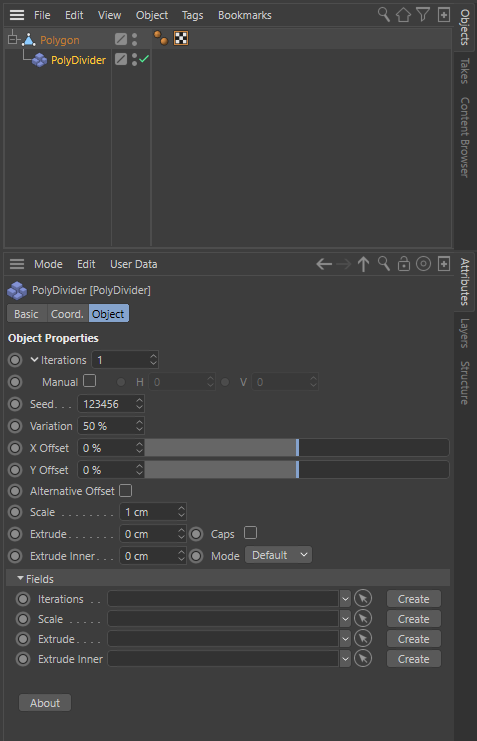 File Edit View Object Tags Bookmarks
Polygon
PolyDivider
Objects
Takes
Content Browser
Mode Edit User Data
PolyDivider [PolyDivider]
Basic Coord. Object
Object Properties
Iterations 1
Manual H 0 V 0
Seed. . . 123456
Variation 50 %
X Offset 0 %
Y Offset 0 %
Alternative Offset
Scale . . . . . . . . 1 cm
Extrude. . . . . . . 0 cm Caps
Extrude Inner. . . 0 cm Mode Default
Fields
Iterations . . Create
Scale . . . . . Create
Extrude. . . . Create
Extrude Inner Create
About
Attributes
Layers
Structure